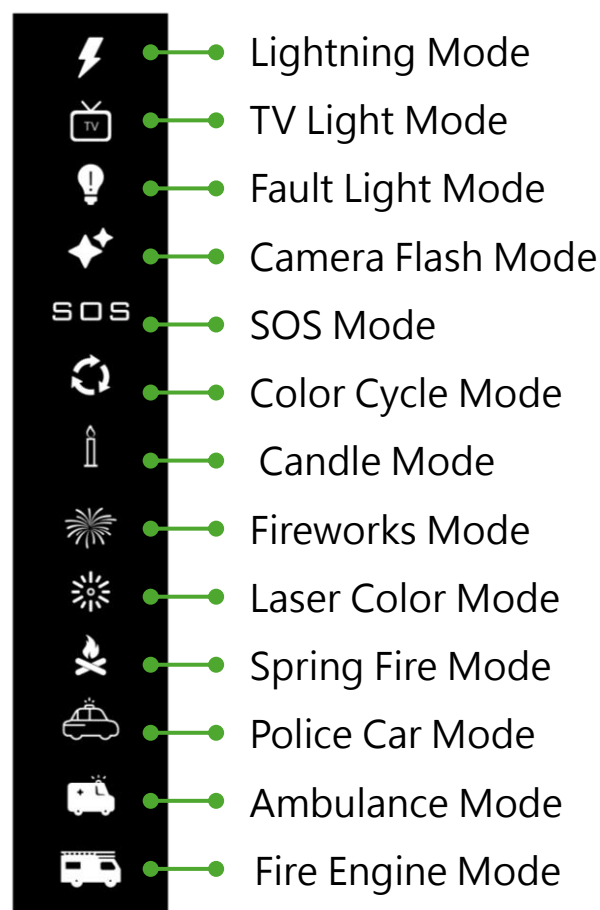 Lightning Mode
TV
TV Light Mode
Fault Light Mode
Camera Flash Mode
SOS
SOS Mode
Color Cycle Mode
Candle Mode
Fireworks Mode
Laser Color Mode
Spring Fire Mode
Police Car Mode
Ambulance Mode
Fire Engine Mode